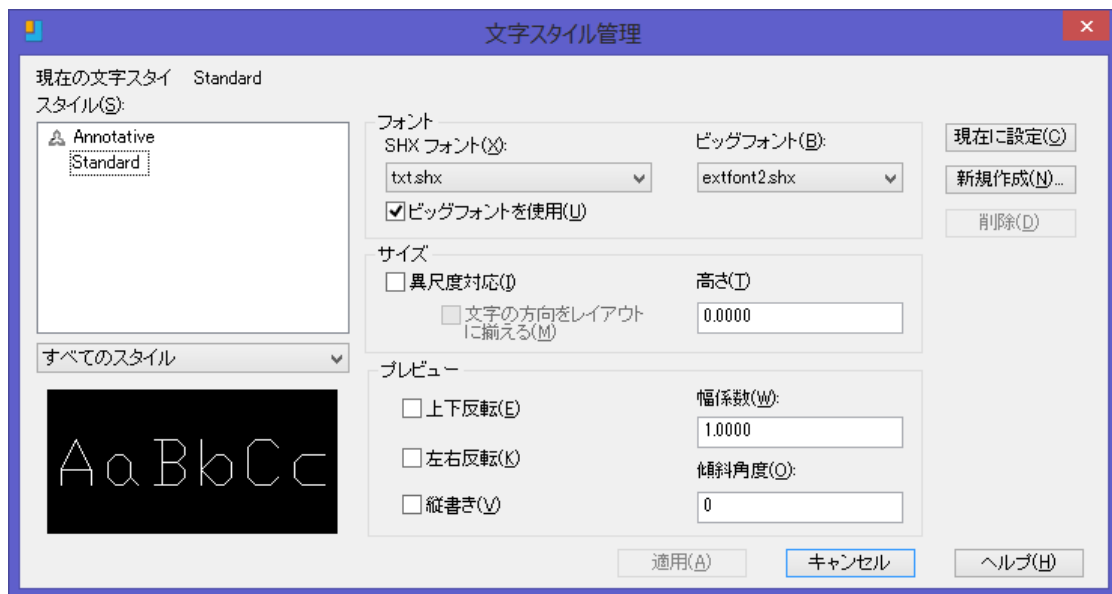 文字スタイル管理
現在の文字スタイ Standard
スタイル(S):
Annotative
Standard
すべてのスタイル
AaBbCc
フォント
SHX フォント(X):
txt.shx
ビッグフォントを使用(U)
ビッグフォント(B):
extfont2.shx
サイズ
異尺度対応(I)
文字の方向をレイアウト
に揃える(M)
高さ(T)
0.0000
プレビュー
上下反転(E)
左右反転(K)
縦書き(V)
幅係数(W):
1.0000
傾斜角度(O):
0
現在に設定(C)
新規作成(N)...
削除(D)
適用(A)
キャンセル
ヘルプ(H)